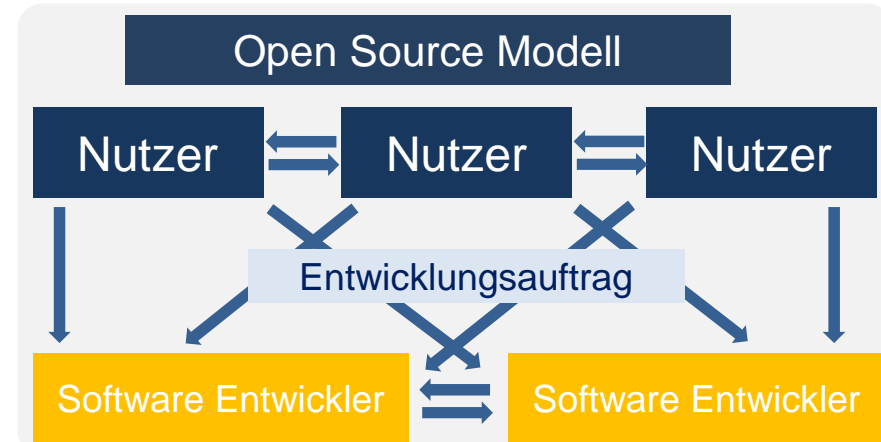 Open Source Modell
Nutzer
Nutzer
Nutzer
Entwicklungsauftrag
Software Entwickler
Software Entwickler